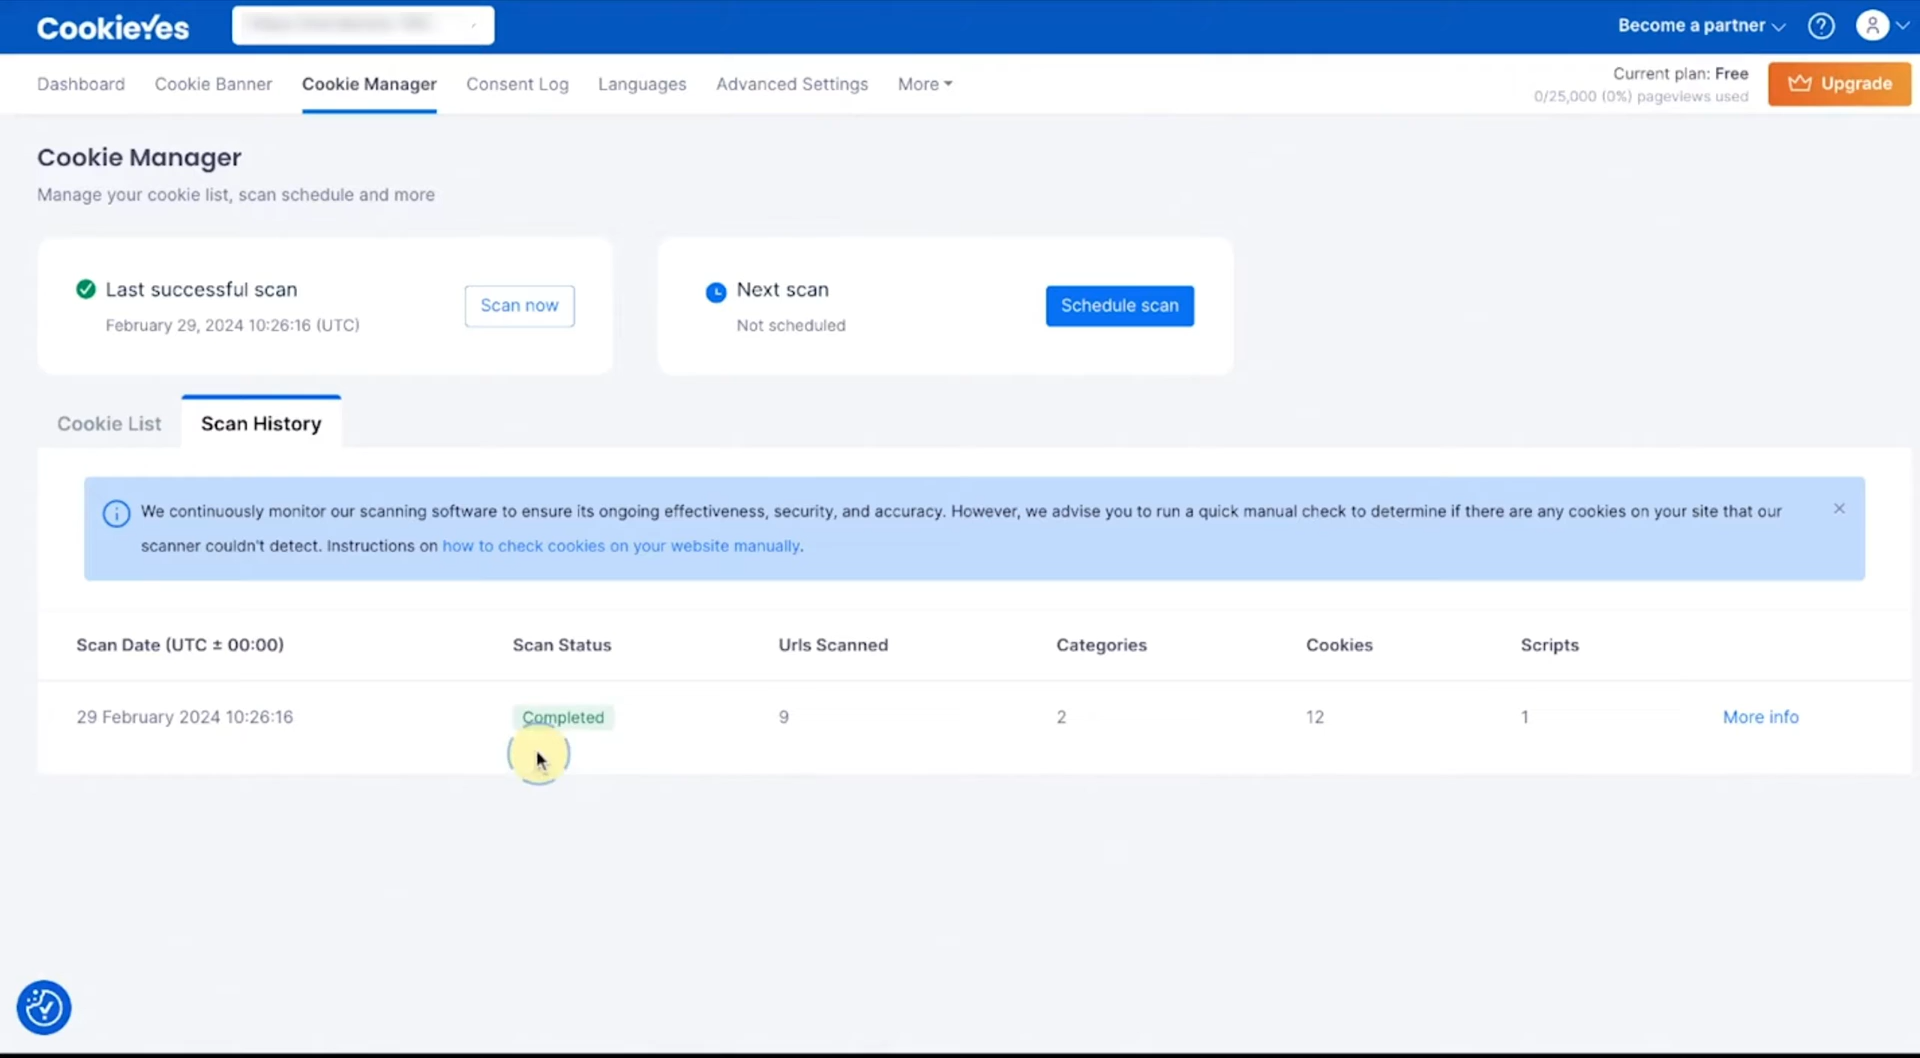 CookieYes
Become a partner
Dashboard Cookie Banner Cookie Manager Consent Log Languages Advanced Settings More
Current plan: Free
0/25,000 (0%) pageviews used
Upgrade
Cookie Manager
Manage your cookie list, scan schedule and more
Last successful scan
February 29, 2024 10:26:16 (UTC)
Scan now
Next scan
Not scheduled
Schedule scan
Cookie List Scan History
We continuously monitor our scanning software to ensure its ongoing effectiveness, security, and accuracy. However, we advise you to run a quick manual check to determine if there are any cookies on your site that our
scanner couldn't detect. Instructions on how to check cookies on your website manually.
Scan Date (UTC ± 00:00) Scan Status Urls Scanned Categories Cookies Scripts
29 February 2024 10:26:16 Completed 9 2 12 1 More info